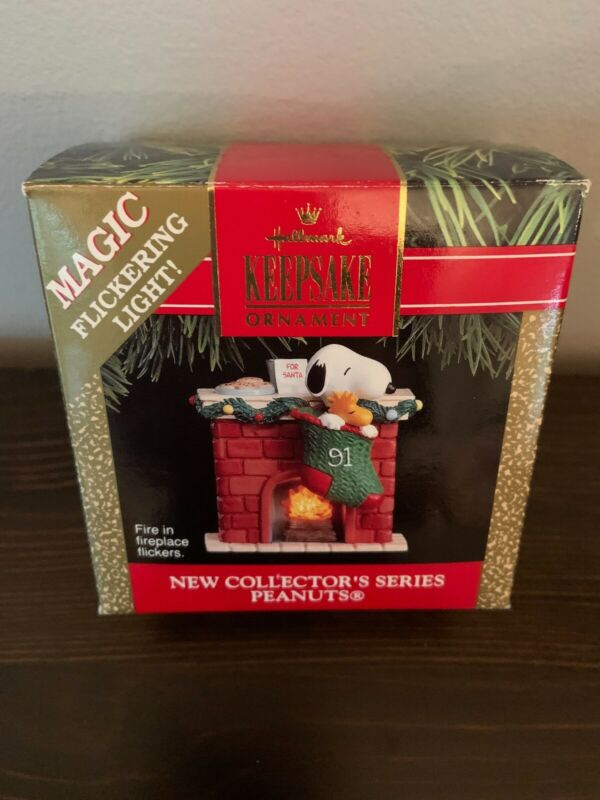 MAGIC
FLICKERING
LIGHT!
Hallmark
KEEPSAKE
ORNAMENT
FOR
SANTA
91
Fire in
fireplace
flickers.
NEW COLLECTOR'S SERIES
PEANUTS®